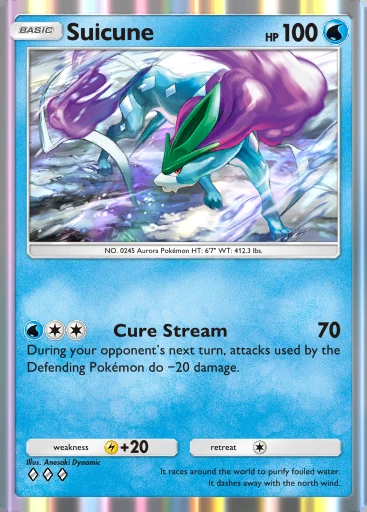 BASIC Suicune HP 100
NO. 0245 Aurora Pokémon HT: 6'7" WT: 412.3 lbs.
Cure Stream 70
During your opponent's next turn, attacks used by the
Defending Pokémon do −20 damage.
weakness +20 retreat
Illus. Anesaki Dynamic
It races around the world to purify fouled water.
It dashes away with the north wind.